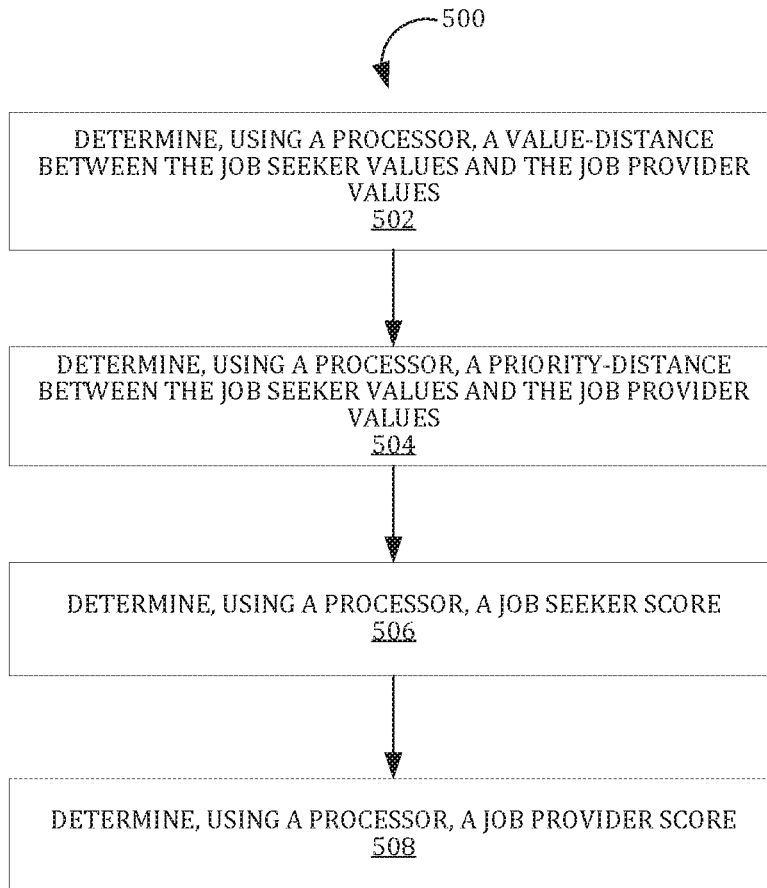 500
DETERMINE, USING A PROCESSOR, A VALUE-DISTANCE
BETWEEN THE JOB SEEKER VALUES AND THE JOB PROVIDER
VALUES
502
DETERMINE, USING A PROCESSOR, A PRIORITY-DISTANCE
BETWEEN THE JOB SEEKER VALUES AND THE JOB PROVIDER
VALUES
504
DETERMINE, USING A PROCESSOR, A JOB SEEKER SCORE
506
DETERMINE, USING A PROCESSOR, A JOB PROVIDER SCORE
508